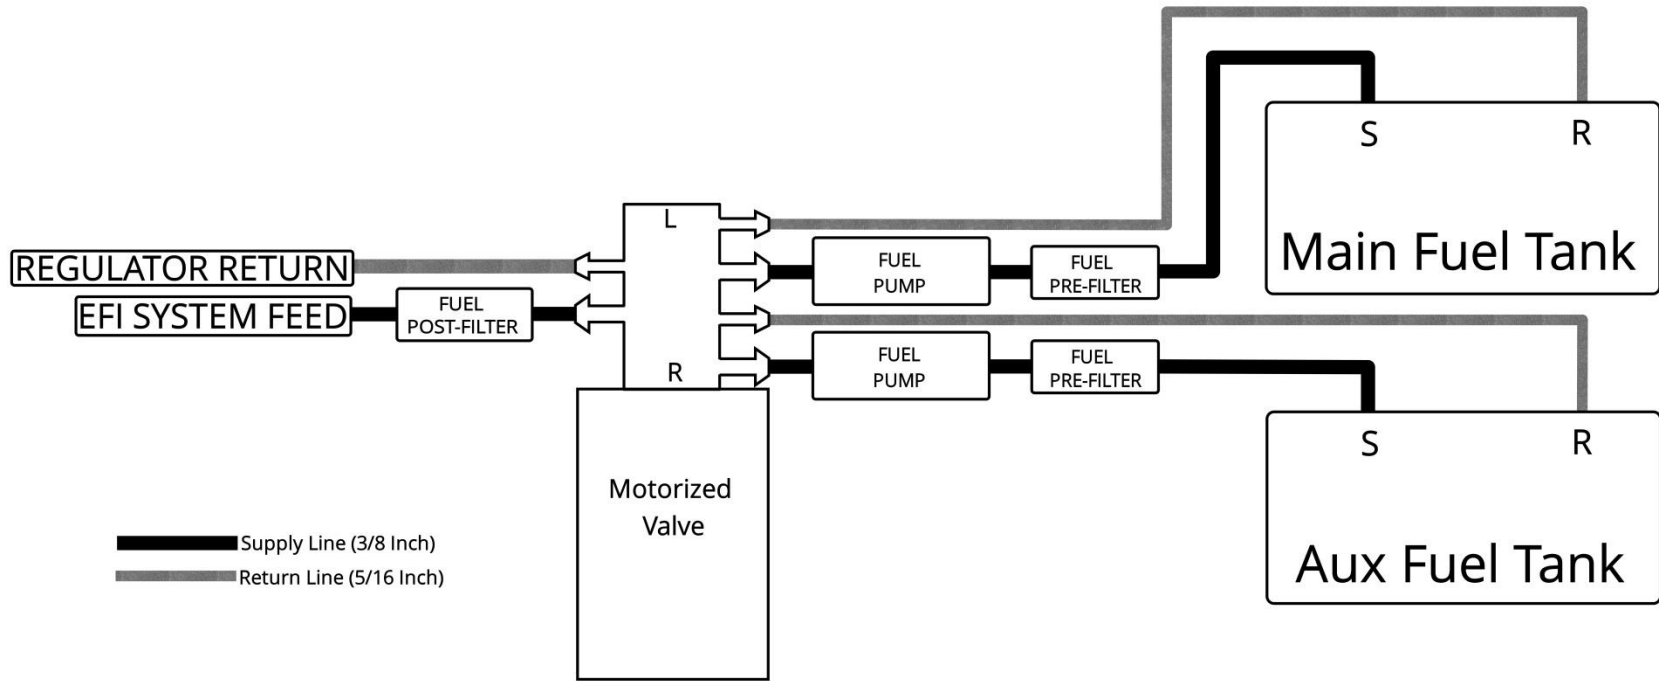 S
R
Main Fuel Tank
L
REGULATOR RETURN
FUEL
PUMP
FUEL
PRE-FILTER
EFI SYSTEM FEED
FUEL
POST-FILTER
R
FUEL
PUMP
FUEL
PRE-FILTER
S
R
Aux Fuel Tank
Motorized
Valve
Supply Line (3/8 Inch)
Return Line (5/16 Inch)